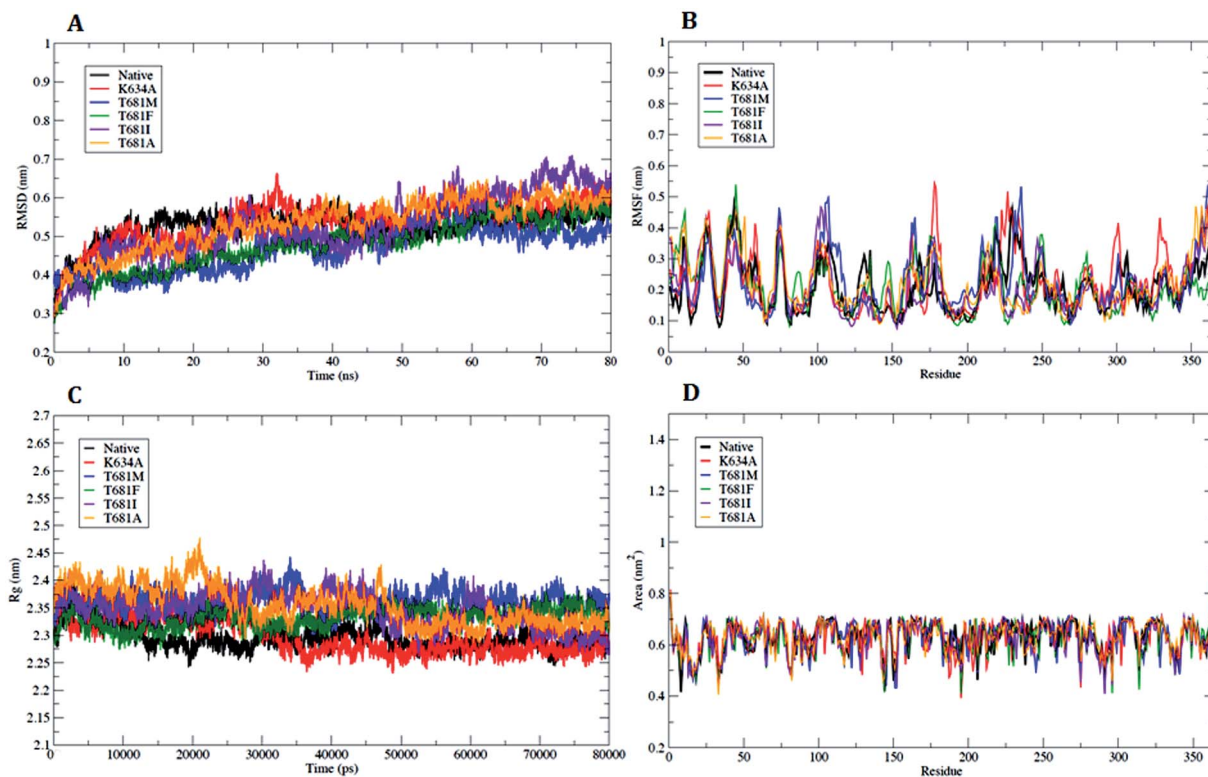 A
1
0.9
0.8
0.7
0.6
0.5
0.4
0.3
0.2
RMSD (nm)
Native
K634A
T681M
T681F
T681I
T681A
0 10 20 30 40 50 60 70 80
Time (ns)
B
1
0.9
0.8
0.7
0.6
0.5
0.4
0.3
0.2
0.1
0
RMSF (nm)
Native
K634A
T681M
T681F
T681I
T681A
0 50 100 150 200 250 300 350
Residue
C
2.7
2.65
2.6
2.55
2.5
2.45
2.4
2.35
2.3
2.25
2.2
2.15
2.1
Rg (nm)
Native
K634A
T681M
T681F
T681I
T681A
0 10000 20000 30000 40000 50000 60000 70000 80000
Time (ps)
D
1.4
1.2
1
0.8
0.6
0.4
0.2
Area (nm²)
Native
K634A
T681M
T681F
T681I
T681A
0 50 100 150 200 250 300 350
Residue